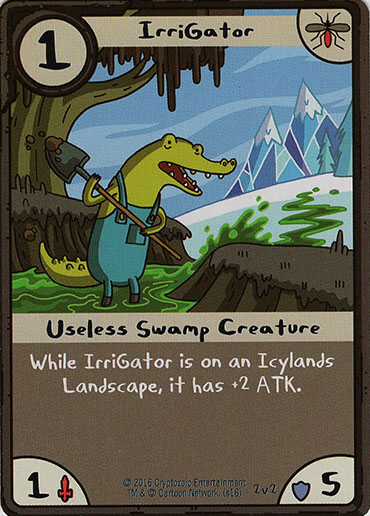 1
IrriGator
Useless Swamp Creature
While IrriGator is on an Icylands
Landscape, it has +2 ATK.
1
© 2016 Cryptozoic Entertainment
TM & © Cartoon Network. (s16)
2v2
5